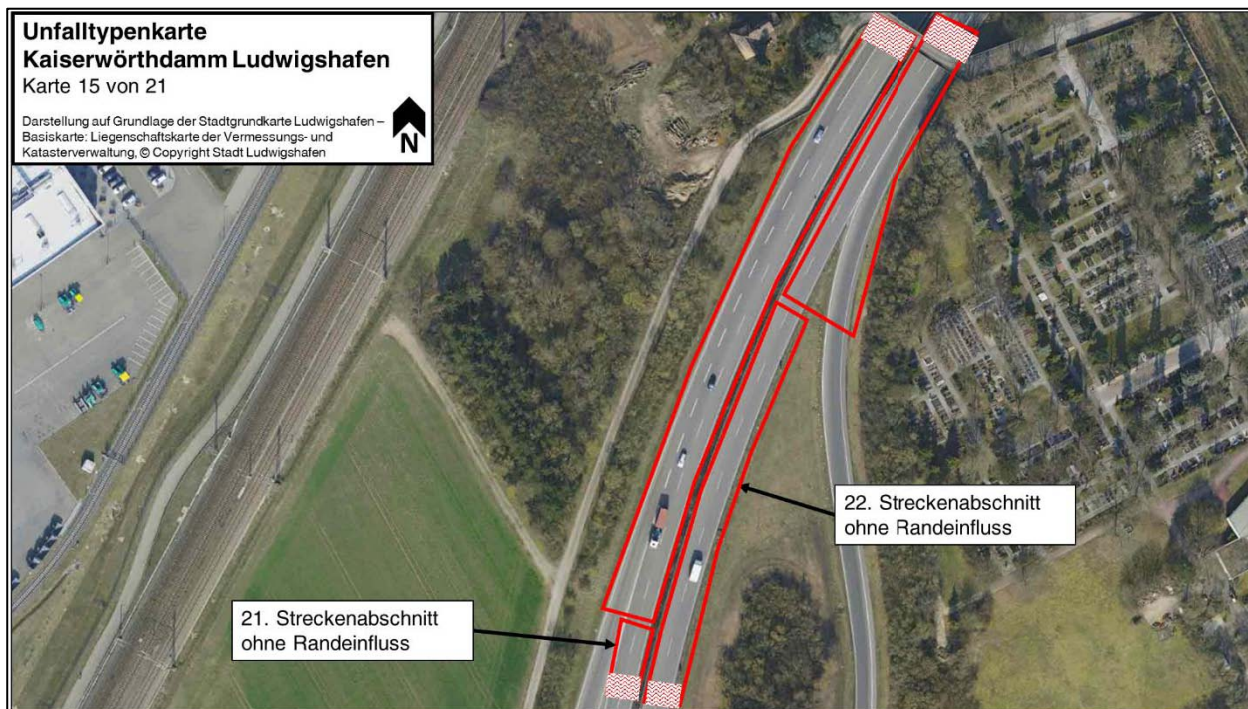 Unfalltypenkarte
Kaiserwörthdamm Ludwigshafen
Karte 15 von 21
Darstellung auf Grundlage der Stadtgrundkarte Ludwigshafen –
Basiskarte: Liegenschaftskarte der Vermessungs- und
Katasterverwaltung, © Copyright Stadt Ludwigshafen
N
22. Streckenabschnitt
ohne Randeinfluss
21. Streckenabschnitt
ohne Randeinfluss